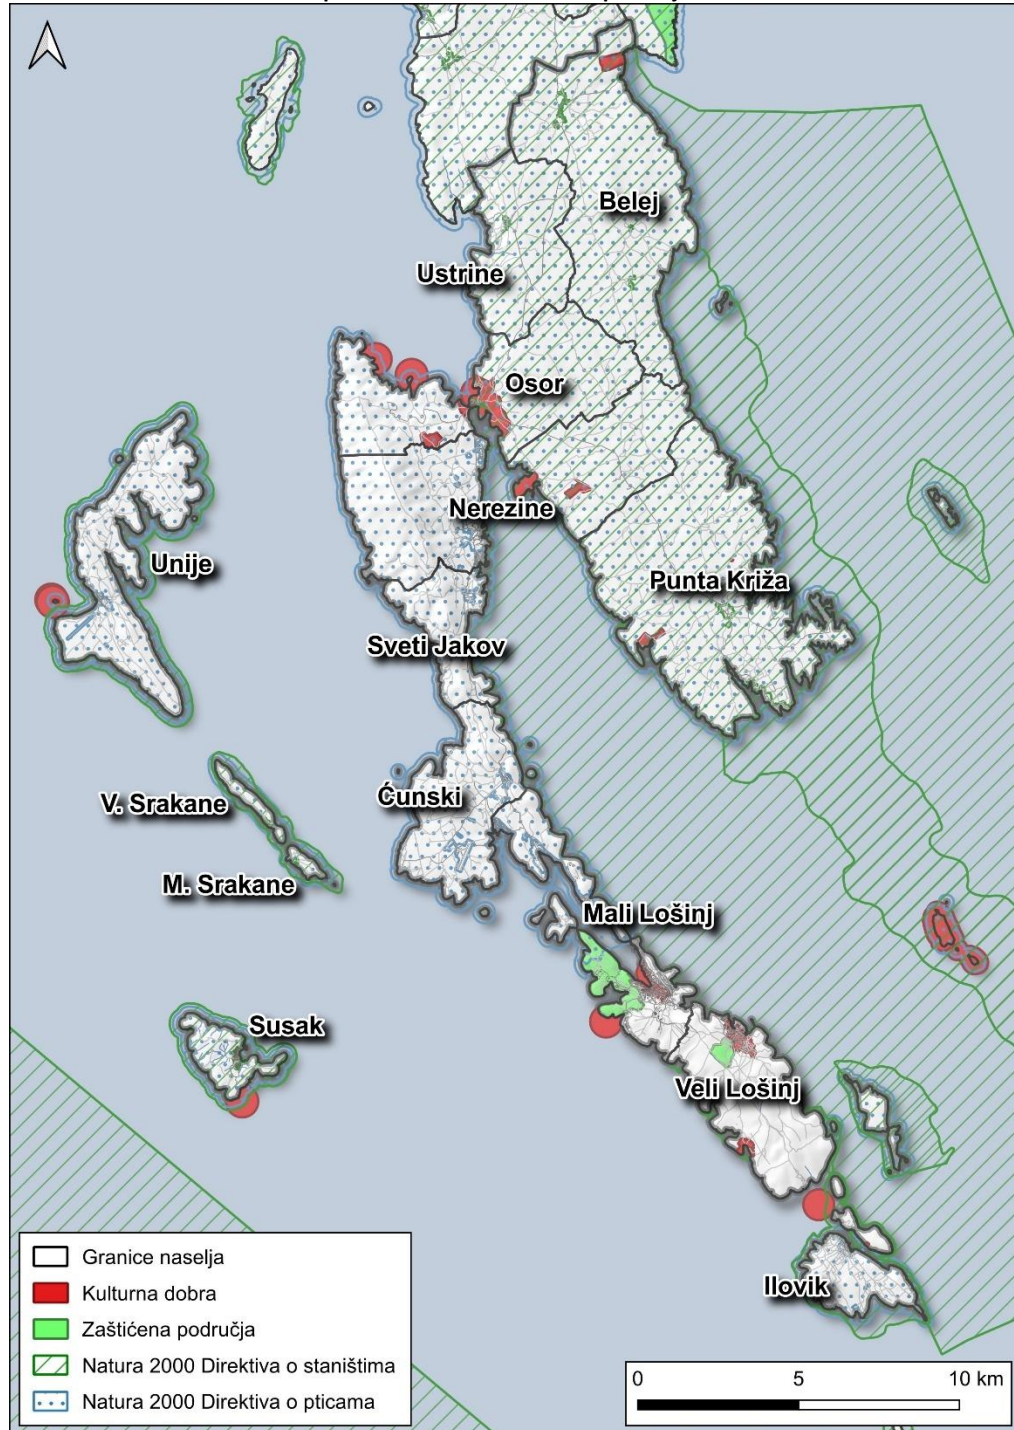 Belej
Ustrine
Osor
Nerezine
Unije
Punta Križa
Sveti Jakov
Ćunski
V. Srakane
M. Srakane
Mali Lošinj
Susak
Veli Lošinj
Ilovik
Granice naselja
Kulturna dobra
Zaštićena područja
Natura 2000 Direktiva o staništima
Natura 2000 Direktiva o pticama
0 5 10 km